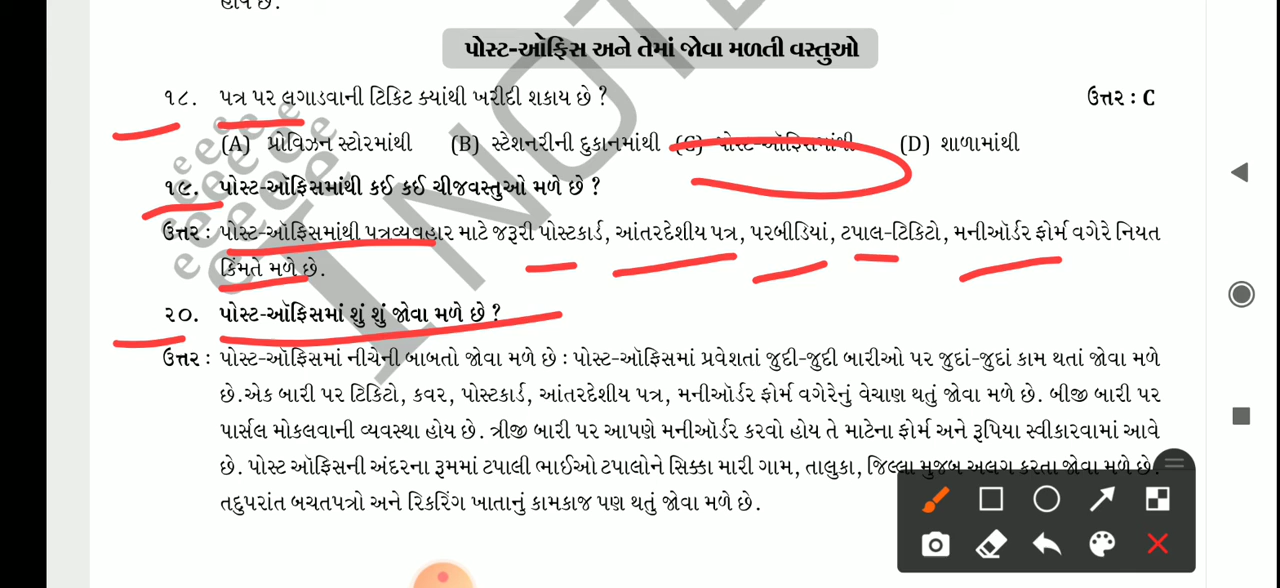 હોય છે.
પોસ્ટ-ઑફિસ અને તેમાં જોવા મળતી વસ્તુઓ
૧૮. પત્ર પર લગાડવાની ટિકિટ ક્યાંથી ખરીદી શકાય છે ? ઉત્તર : C
(A) પ્રોવિઝન સ્ટોરમાંથી (B) સ્ટેશનરીની દુકાનમાંથી (C) પોસ્ટ-ઑફિસમાંથી (D) શાળામાંથી
૧૯. પોસ્ટ-ઑફિસમાંથી કઈ કઈ ચીજવસ્તુઓ મળે છે ?
ઉત્તર : પોસ્ટ-ઑફિસમાંથી પત્રવ્યવહાર માટે જરૂરી પોસ્ટકાર્ડ, આંતરદેશીય પત્ર, પરબીડિયાં, ટપાલ-ટિકિટો, મનીઑર્ડર ફોર્મ વગેરે નિયત
કિંમતે મળે છે.
૨૦. પોસ્ટ-ઑફિસમાં શું શું જોવા મળે છે ?
ઉત્તર : પોસ્ટ-ઑફિસમાં નીચેની બાબતો જોવા મળે છે : પોસ્ટ-ઑફિસમાં પ્રવેશતાં જુદી-જુદી બારીઓ પર જુદાં-જુદાં કામ થતાં જોવા મળે
છે.એક બારી પર ટિકિટો, કવર, પોસ્ટકાર્ડ, આંતરદેશીય પત્ર, મનીઑર્ડર ફોર્મ વગેરેનું વેચાણ થતું જોવા મળે છે. બીજી બારી પર
પાર્સલ મોકલવાની વ્યવસ્થા હોય છે. ત્રીજી બારી પર આપણે મનીઑર્ડર કરવો હોય તે માટેના ફોર્મ અને રૂપિયા સ્વીકારવામાં આવે
છે. પોસ્ટ ઑફિસની અંદરના રૂમમાં ટપાલી ભાઈઓ ટપાલોને સિક્કા મારી ગામ, તાલુકા, જિલ્લા મુજબ અલગ કરતા જોવા મળે છે.
તદુપરાંત બચતપત્રો અને રિકરિંગ ખાતાનું કામકાજ પણ થતું જોવા મળે છે.